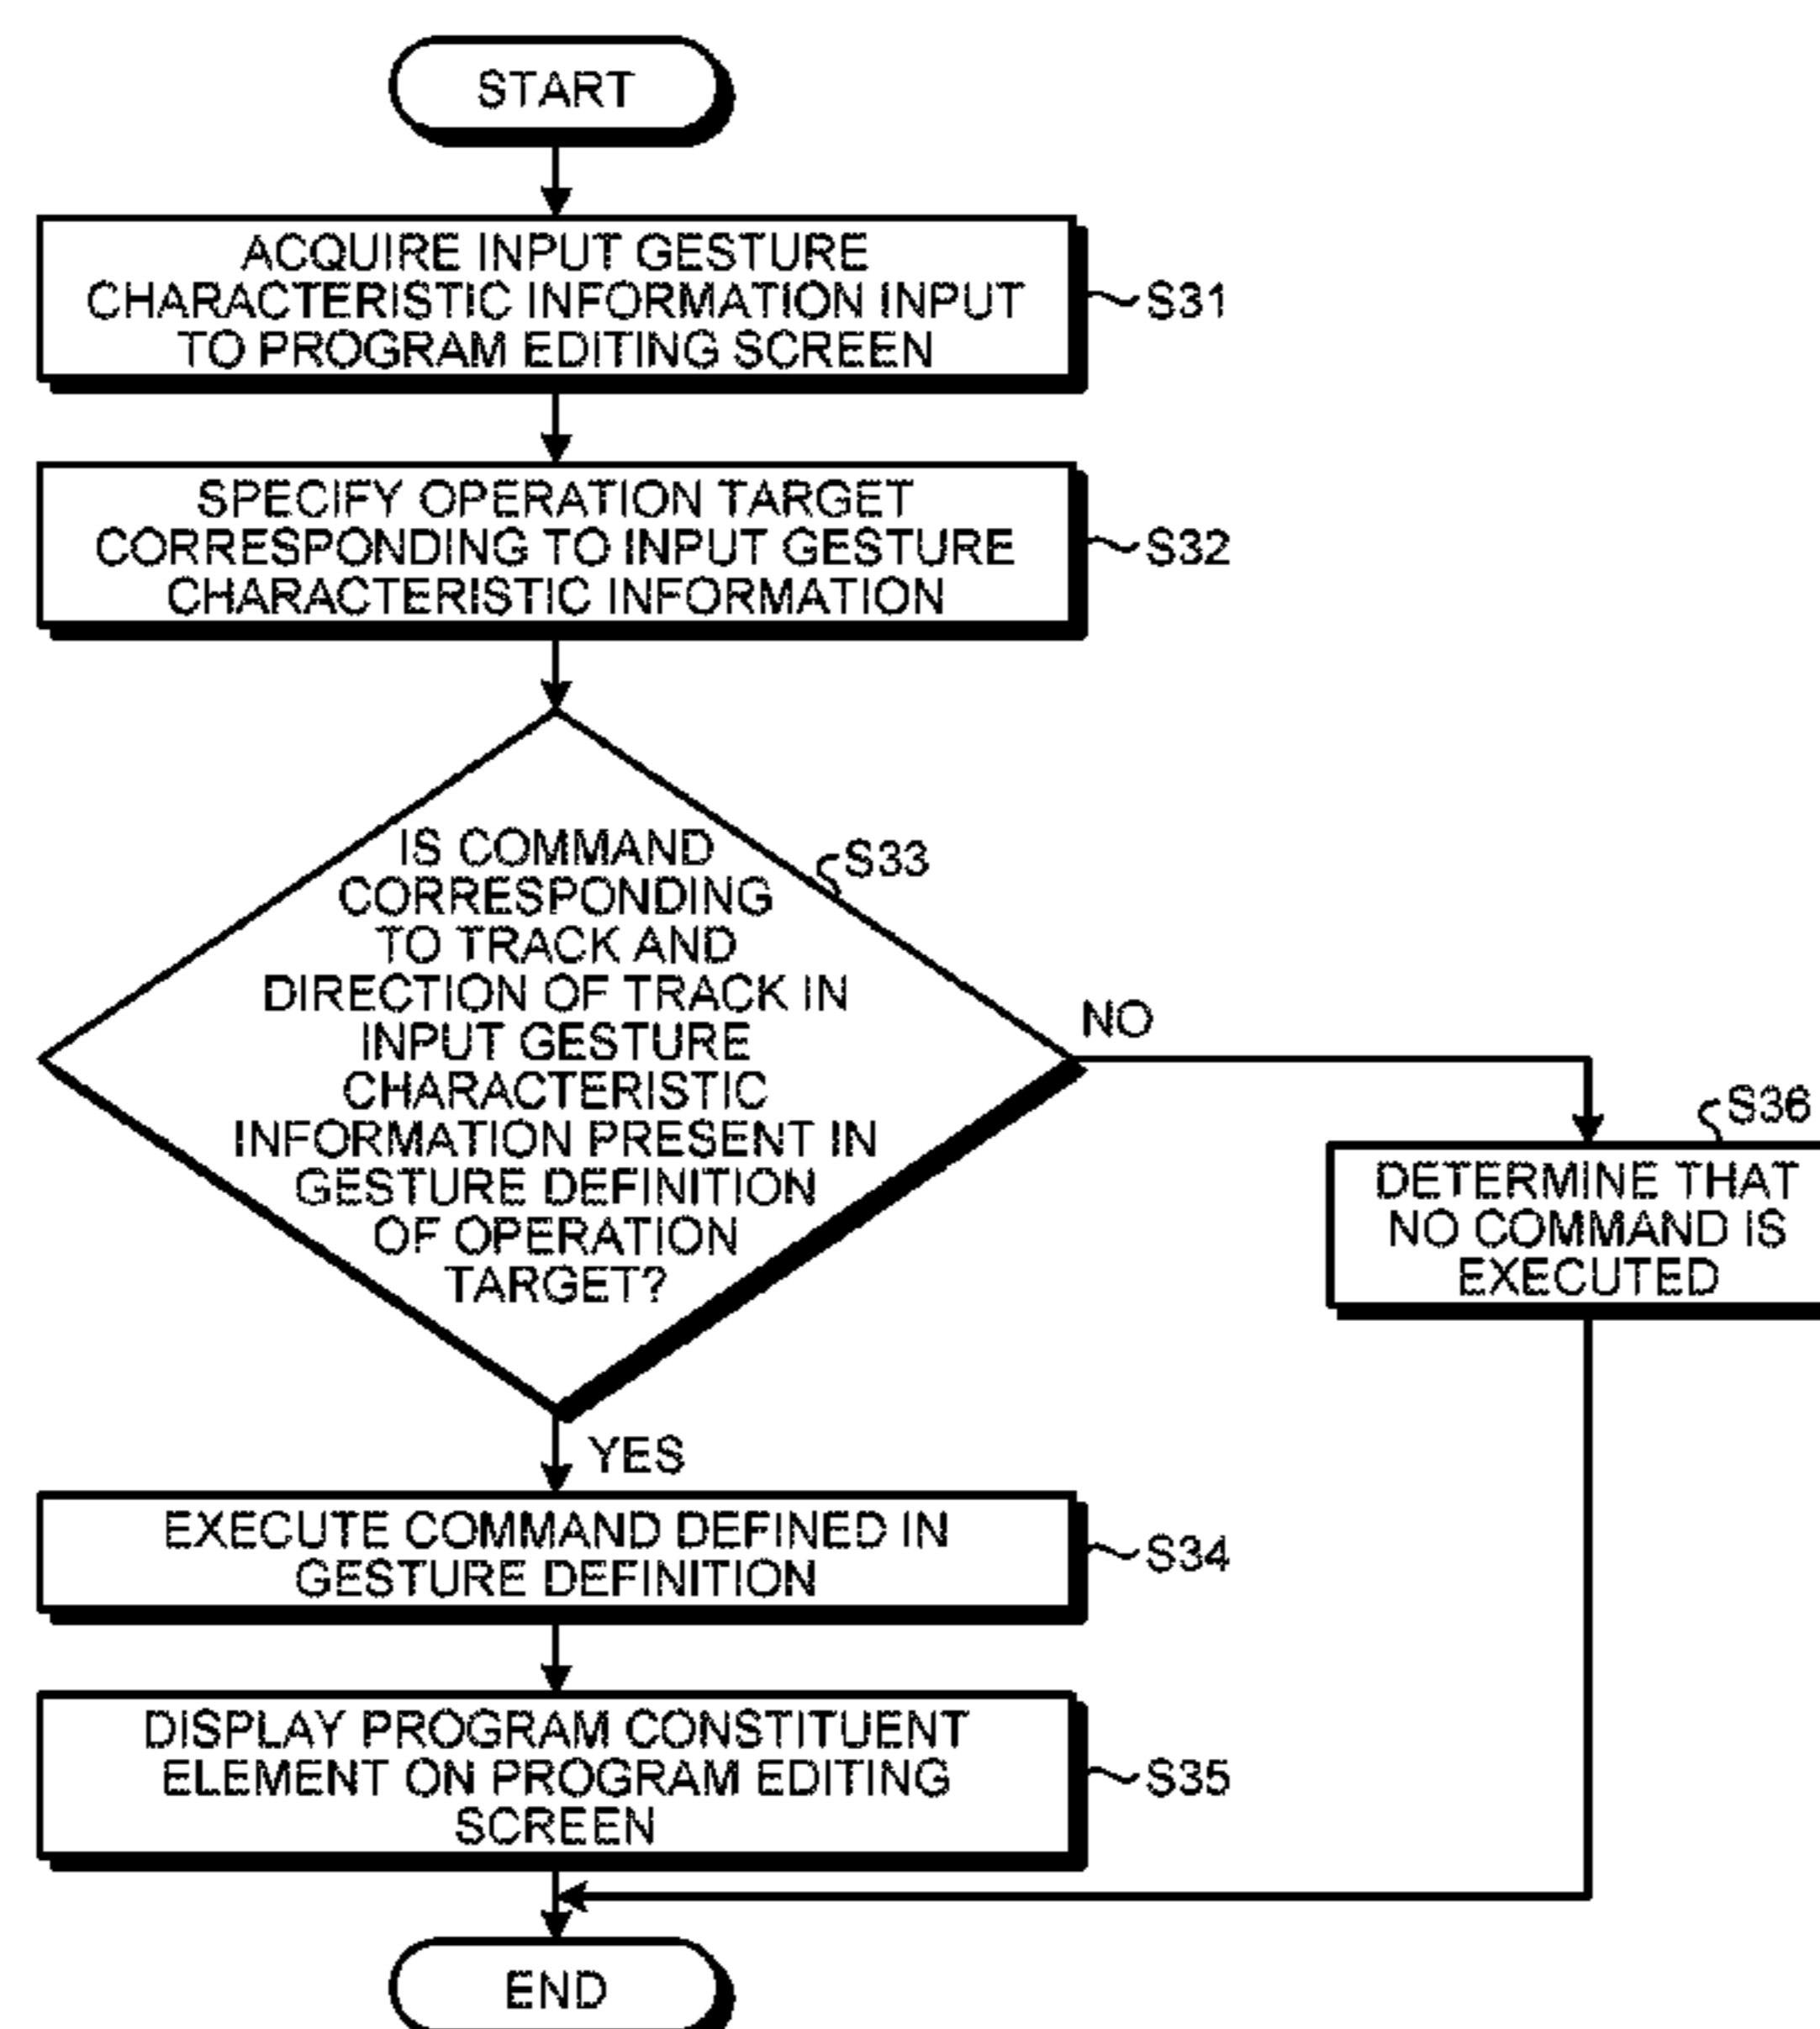 START
ACQUIRE INPUT GESTURE
CHARACTERISTIC INFORMATION INPUT
TO PROGRAM EDITING SCREEN
S31
SPECIFY OPERATION TARGET
CORRESPONDING TO INPUT GESTURE
CHARACTERISTIC INFORMATION
S32
IS COMMAND
CORRESPONDING
TO TRACK AND
DIRECTION OF TRACK IN
INPUT GESTURE
CHARACTERISTIC
INFORMATION PRESENT IN
GESTURE DEFINITION
OF OPERATION
TARGET?
S33
NO
S36
DETERMINE THAT
NO COMMAND IS
EXECUTED
YES
EXECUTE COMMAND DEFINED IN
GESTURE DEFINITION
S34
DISPLAY PROGRAM CONSTITUENT
ELEMENT ON PROGRAM EDITING
SCREEN
S35
END